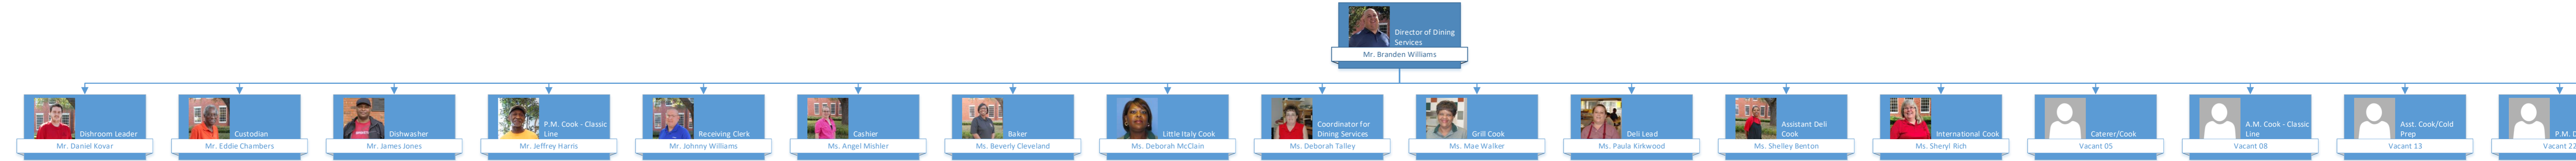 Director of Dining
Services
Mr. Branden Williams
Dishroom Leader
Mr. Daniel Kovar
Custodian
Mr. Eddie Chambers
Dishwasher
Mr. James Jones
P.M. Cook - Classic
Line
Mr. Jeffrey Harris
Receiving Clerk
Mr. Johnny Williams
Cashier
Ms. Angel Mishler
Baker
Ms. Beverly Cleveland
Little Italy Cook
Ms. Deborah McClain
Coordinator for
Dining Services
Ms. Deborah Talley
Grill Cook
Ms. Mae Walker
Deli Lead
Ms. Paula Kirkwood
Assistant Deli
Cook
Ms. Shelley Benton
International Cook
Ms. Sheryl Rich
Caterer/Cook
Vacant 05
A.M. Cook - Classic
Line
Vacant 08
Asst. Cook/Cold
Prep
Vacant 13
P.M.
Vacant